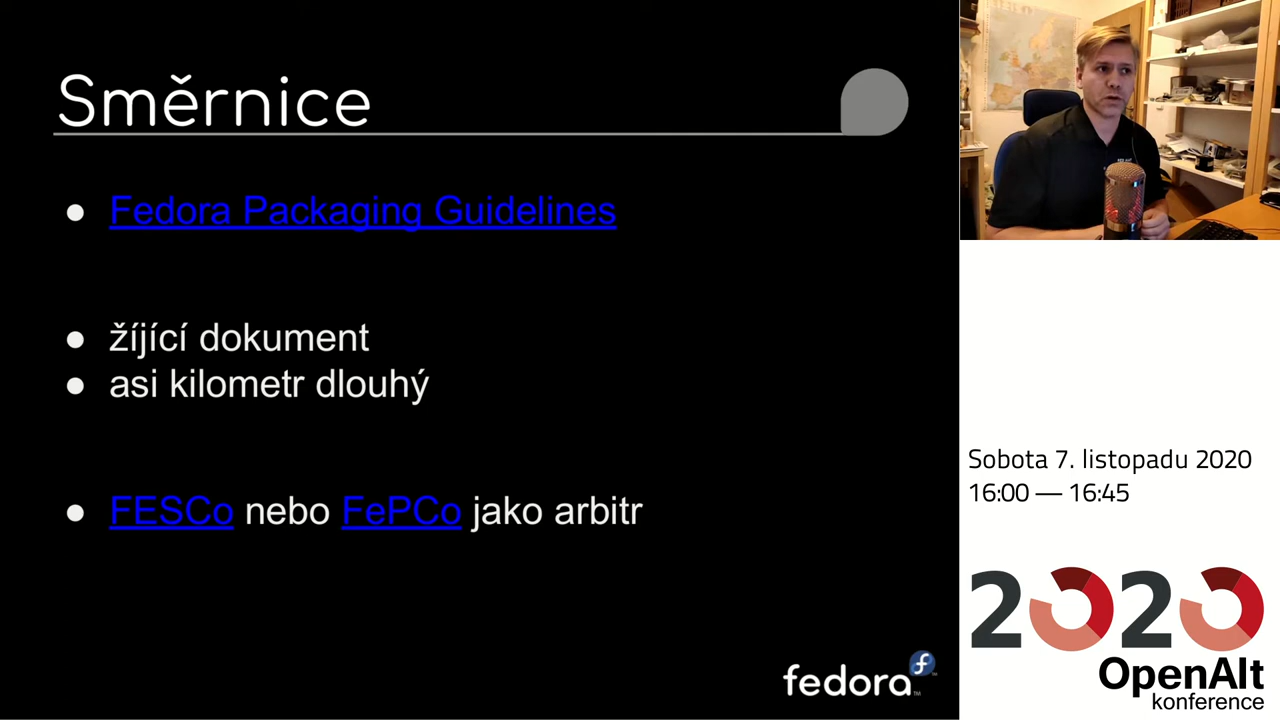 Směrnice
● Fedora Packaging Guidelines
● žíjící dokument
● asi kilometr dlouhý
● FESCo nebo FePCo jako arbitr
fedora™
Sobota 7. listopadu 2020
16:00 — 16:45
2020
OpenAlt
konference